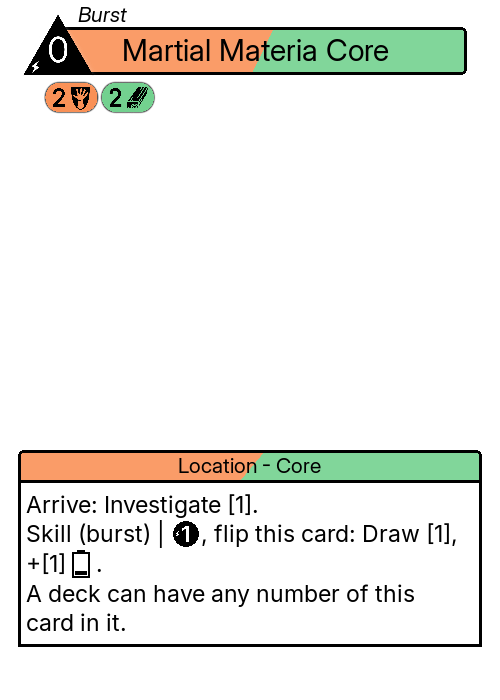 Burst
0 Martial Materia Core
2 2
Location - Core
Arrive: Investigate [1].
Skill (burst) | 1, flip this card: Draw [1],
+[1] .
A deck can have any number of this
card in it.